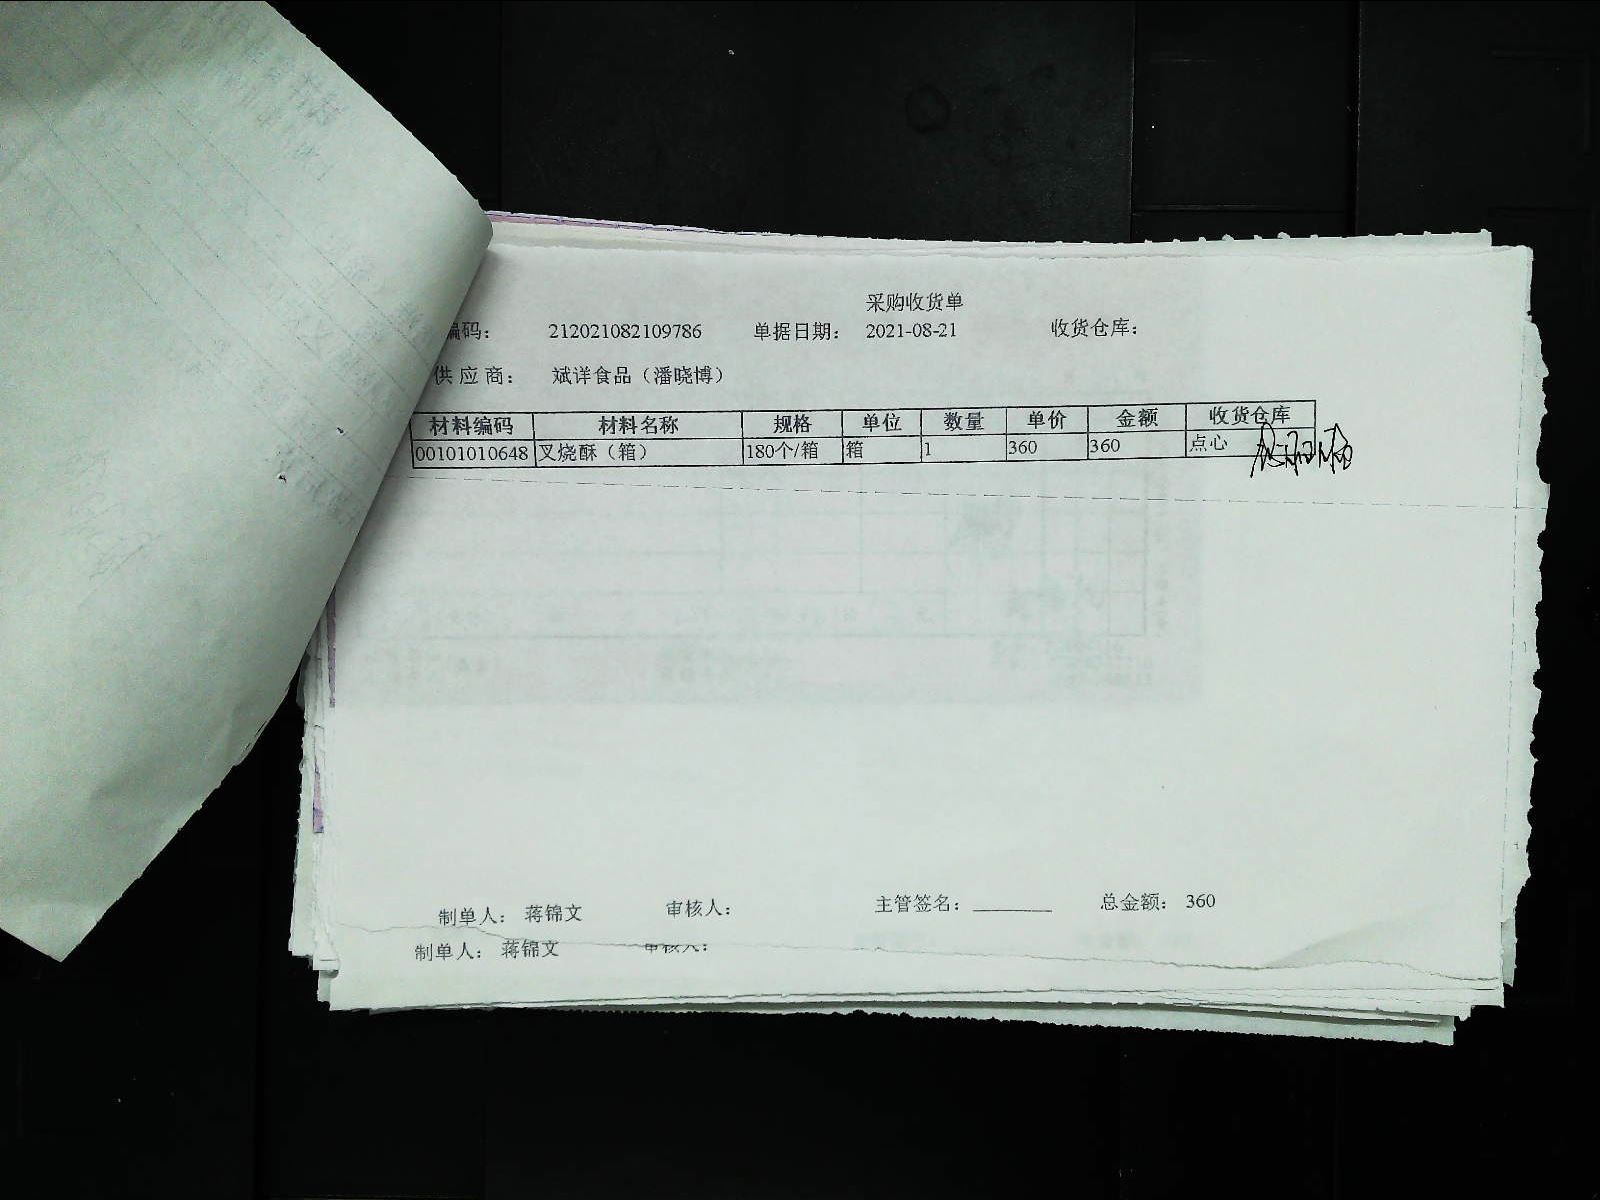 采购收货单
编码： 212021082109786 单据日期： 2021-08-21 收货仓库：
供应商： 斌详食品（潘晓博）
材料编码 材料名称 规格 单位 数量 单价 金额 收货仓库
00101010648 叉烧酥（箱） 180个/箱 箱 1 360 360 点心
制单人： 蒋锦文 审核人： 主管签名：________ 总金额： 360
制单人： 蒋锦文 审核人：